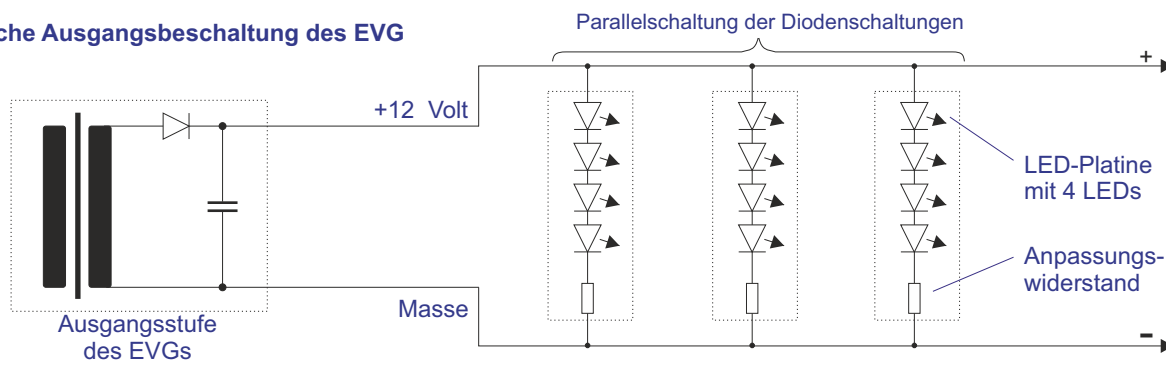 che Ausgangsbeschaltung des EVG
Parallelschaltung der Diodenschaltungen
+
+12 Volt
LED-Platine
mit 4 LEDs
Anpassungs-
widerstand
Masse
Ausgangsstufe
des EVGs
-